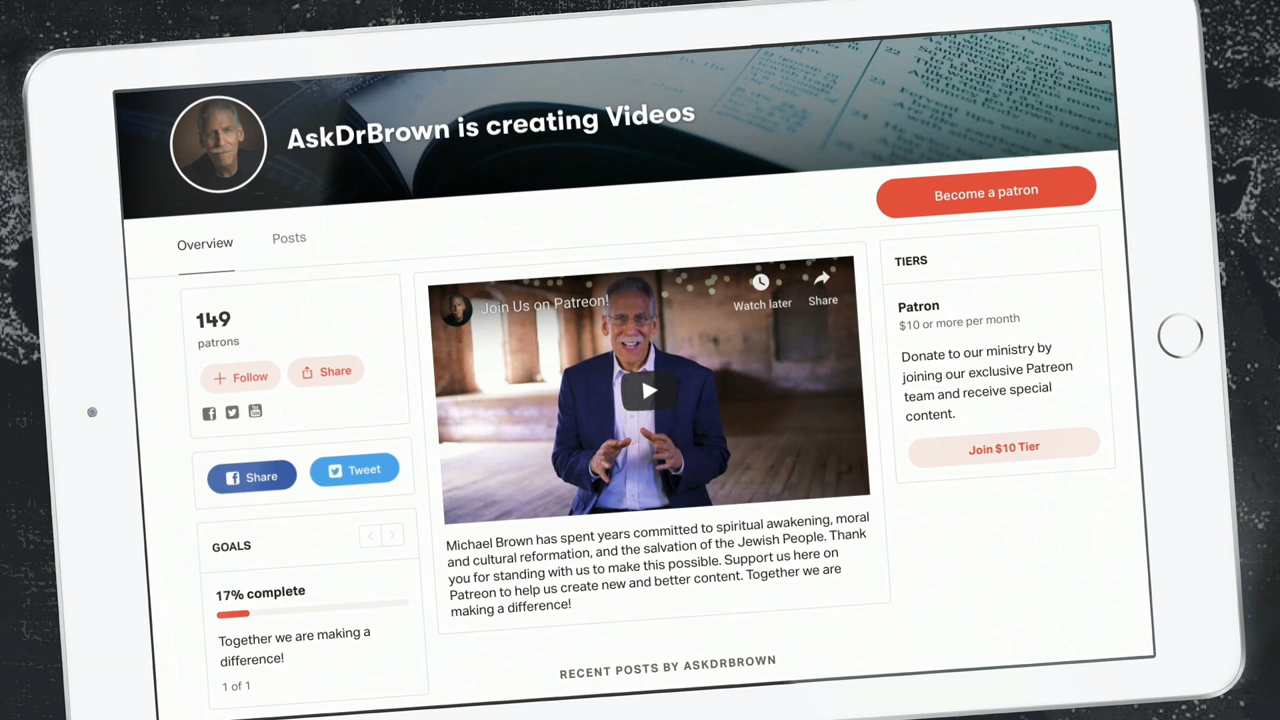 AskDrBrown is creating Videos
Become a patron
Overview
Posts
149
patrons
Follow
Share
Share
Tweet
GOALS
17% complete
Together we are making a
difference!
1 of 1
Join Us on Patreon!
Watch later
Share
Michael Brown has spent years committed to spiritual awakening, moral
and cultural reformation, and the salvation of the Jewish People. Thank
you for standing with us to make this possible. Support us here on
Patreon to help us create new and better content. Together we are
making a difference!
RECENT POSTS BY ASKDRBROWN
TIERS
Patron
$10 or more per month
Donate to our ministry by
joining our exclusive Patreon
team and receive special
content.
Join $10 Tier